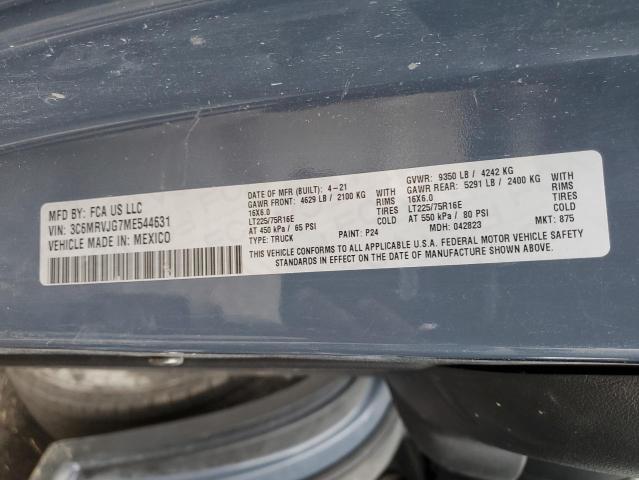 MFD BY: FCA US LLC
VIN: 3C6MRVJG7ME544631
VEHICLE MADE IN: MEXICO
DATE OF MFR (BUILT): 4-21
GAWR FRONT: 4629 LB / 2100 KG
16X6.0
LT225/75R16E
AT 450 kPa / 65 PSI
TYPE: TRUCK
PAINT: P24
WITH
RIMS
TIRES
COLD
GVWR: 9350 LB / 4242 KG
GAWR REAR: 5291 LB / 2400 KG
16X6.0
LT225/75R16E
AT 550 kPa / 80 PSI
MDH: 042823
MKT: 875
WITH
RIMS
TIRES
COLD
THIS VEHICLE CONFORMS TO ALL APPLICABLE U.S.A. FEDERAL MOTOR VEHICLE SAFETY
STANDARDS IN EFFECT ON THE DATE OF MANUFACTURE SHOWN ABOVE.